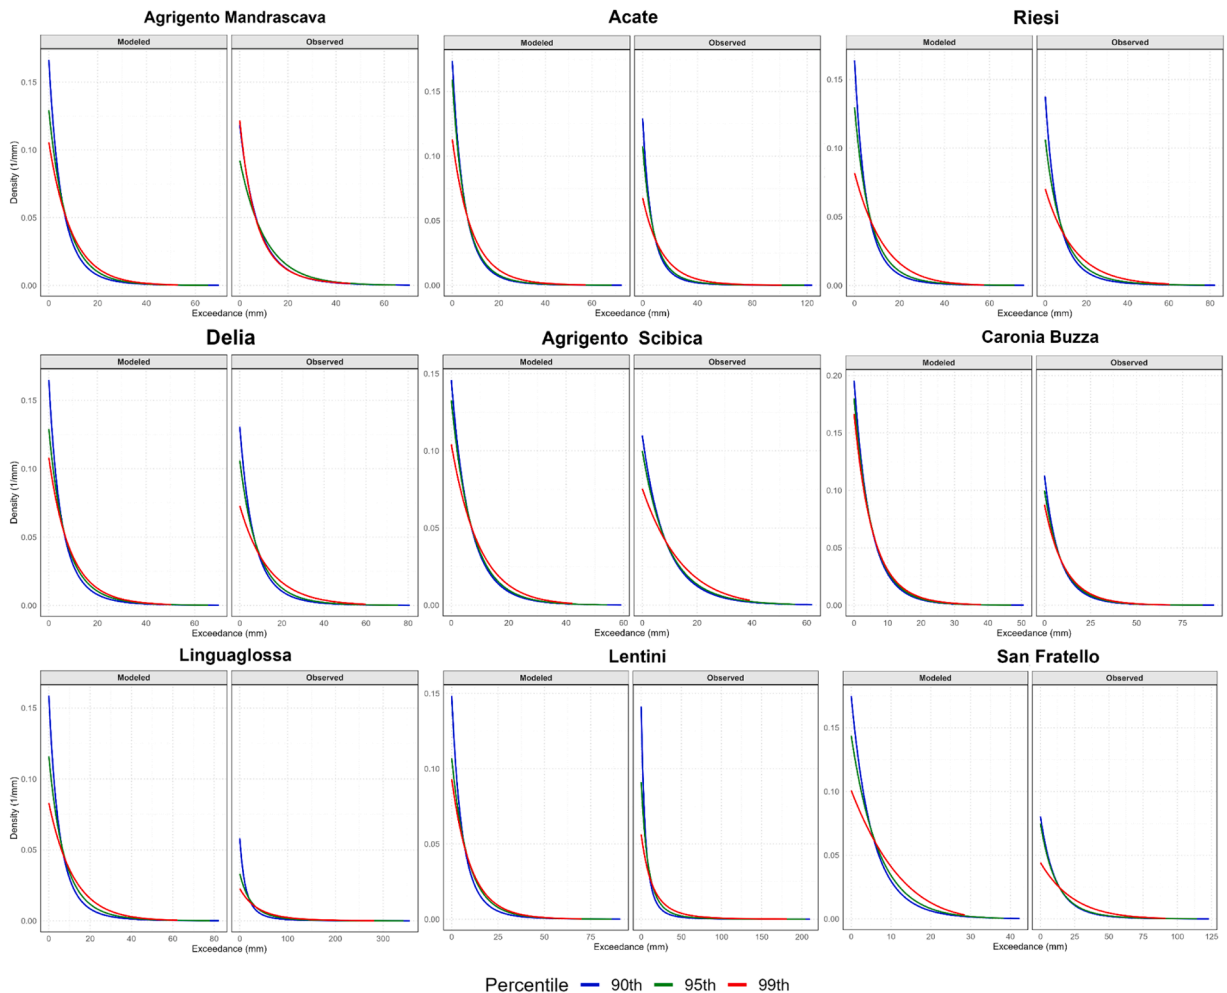 Agrigento Mandrascava Acate Riesi
Modeled Observed Modeled Observed Modeled Observed
Density (1/mm)
0.15
0.10
0.05
0.00
0 20 40 60 0 20 40 60
Exceedance (mm)
0.15
0.10
0.05
0.00
0 20 40 60 0 40 80 120
Exceedance (mm)
0.15
0.10
0.05
0.00
0 20 40 60 0 20 40 60 80
Exceedance (mm)
Delia Agrigento Scibica Caronia Buzza
Modeled Observed Modeled Observed Modeled Observed
Density (1/mm)
0.15
0.10
0.05
0.00
0 20 40 60 0 20 40 60 80
Exceedance (mm)
0.15
0.10
0.05
0.00
0 20 40 60 0 20 40 60
Exceedance (mm)
0.20
0.15
0.10
0.05
0.00
0 10 20 30 40 50 0 25 50 75
Exceedance (mm)
Linguaglossa Lentini San Fratello
Modeled Observed Modeled Observed Modeled Observed
Density (1/mm)
0.15
0.10
0.05
0.00
0 20 40 60 80 0 100 200 300
Exceedance (mm)
0.15
0.10
0.05
0.00
0 25 50 75 0 50 100 150 200
Exceedance (mm)
0.15
0.10
0.05
0.00
0 10 20 30 40 0 25 50 75 100 125
Exceedance (mm)
Percentile 90th 95th 99th